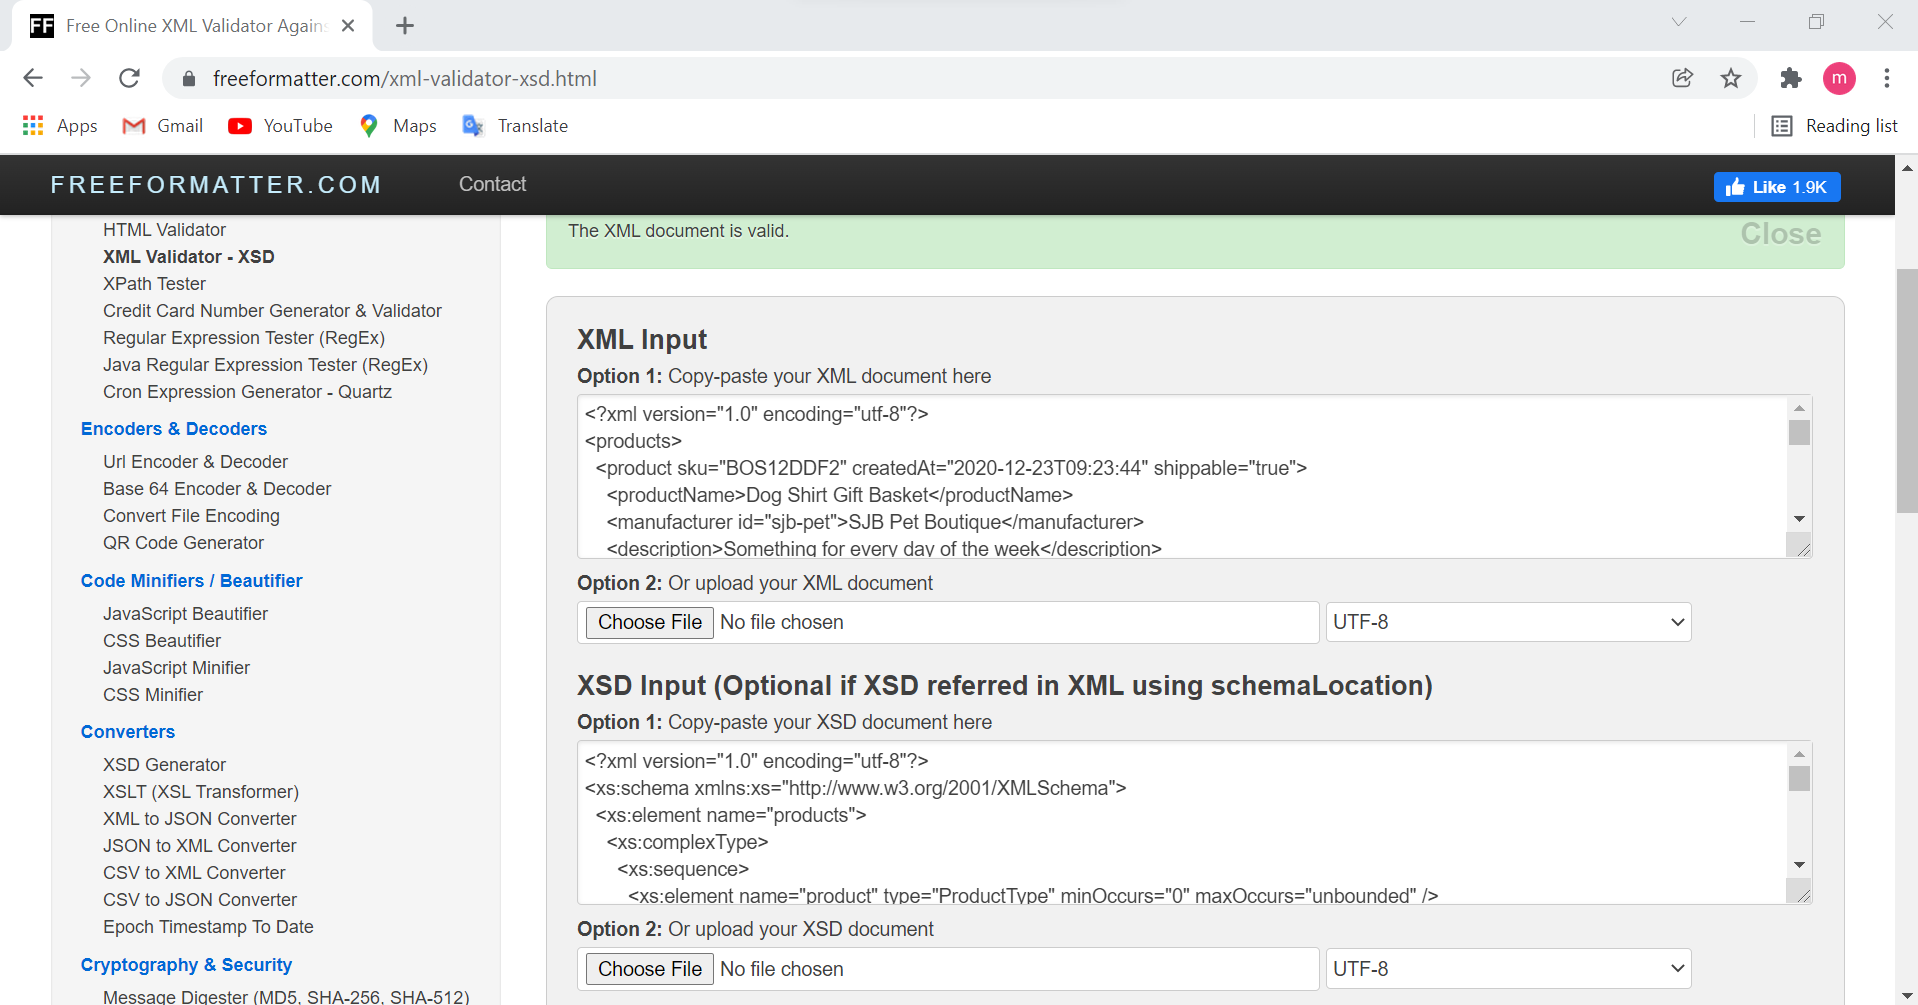 FF Free Online XML Validator Again
freeformatter.com/xml-validator-xsd.html
m
Apps Gmail YouTube Maps Translate Reading list
FREEFORMATTER.COM Contact Like 1.9K
HTML Validator
XML Validator - XSD
XPath Tester
Credit Card Number Generator & Validator
Regular Expression Tester (RegEx)
Java Regular Expression Tester (RegEx)
Cron Expression Generator - Quartz
Encoders & Decoders
Url Encoder & Decoder
Base 64 Encoder & Decoder
Convert File Encoding
QR Code Generator
Code Minifiers / Beautifier
JavaScript Beautifier
CSS Beautifier
JavaScript Minifier
CSS Minifier
Converters
XSD Generator
XSLT (XSL Transformer)
XML to JSON Converter
JSON to XML Converter
CSV to XML Converter
CSV to JSON Converter
Epoch Timestamp To Date
Cryptography & Security
Message Digester (MD5, SHA-256, SHA-512)
The XML document is valid. Close
XML Input
Option 1: Copy-paste your XML document here
<?xml version="1.0" encoding="utf-8"?>
<products>
<product sku="BOS12DDF2" createdAt="2020-12-23T09:23:44" shippable="true">
<productName>Dog Shirt Gift Basket</productName>
<manufacturer id="sjb-pet">SJB Pet Boutique</manufacturer>
<description>Something for every day of the week</description>
Option 2: Or upload your XML document
Choose File No file chosen UTF-8
XSD Input (Optional if XSD referred in XML using schemaLocation)
Option 1: Copy-paste your XSD document here
<?xml version="1.0" encoding="utf-8"?>
<xs:schema xmlns:xs="http://www.w3.org/2001/XMLSchema">
<xs:element name="products">
<xs:complexType>
<xs:sequence>
<xs:element name="product" type="ProductType" minOccurs="0" maxOccurs="unbounded" />
Option 2: Or upload your XSD document
Choose File No file chosen UTF-8